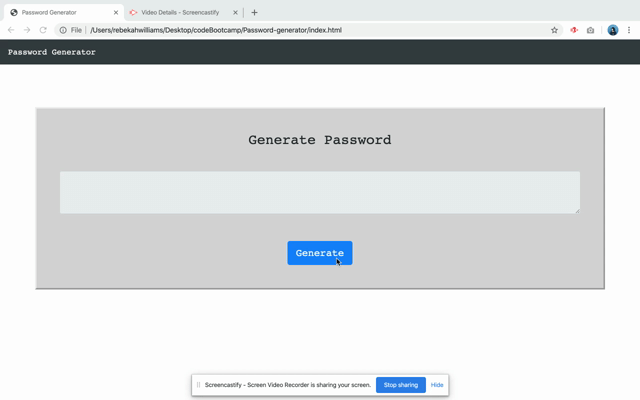 Password Generator
Video Details - Screencastify
File
/Users/rebekahwilliams/Desktop/codeBootcamp/Password-generator/index.html
Password Generator
Generate Password
Generate
Screencastify - Screen Video Recorder is sharing your screen.
Stop sharing
Hide